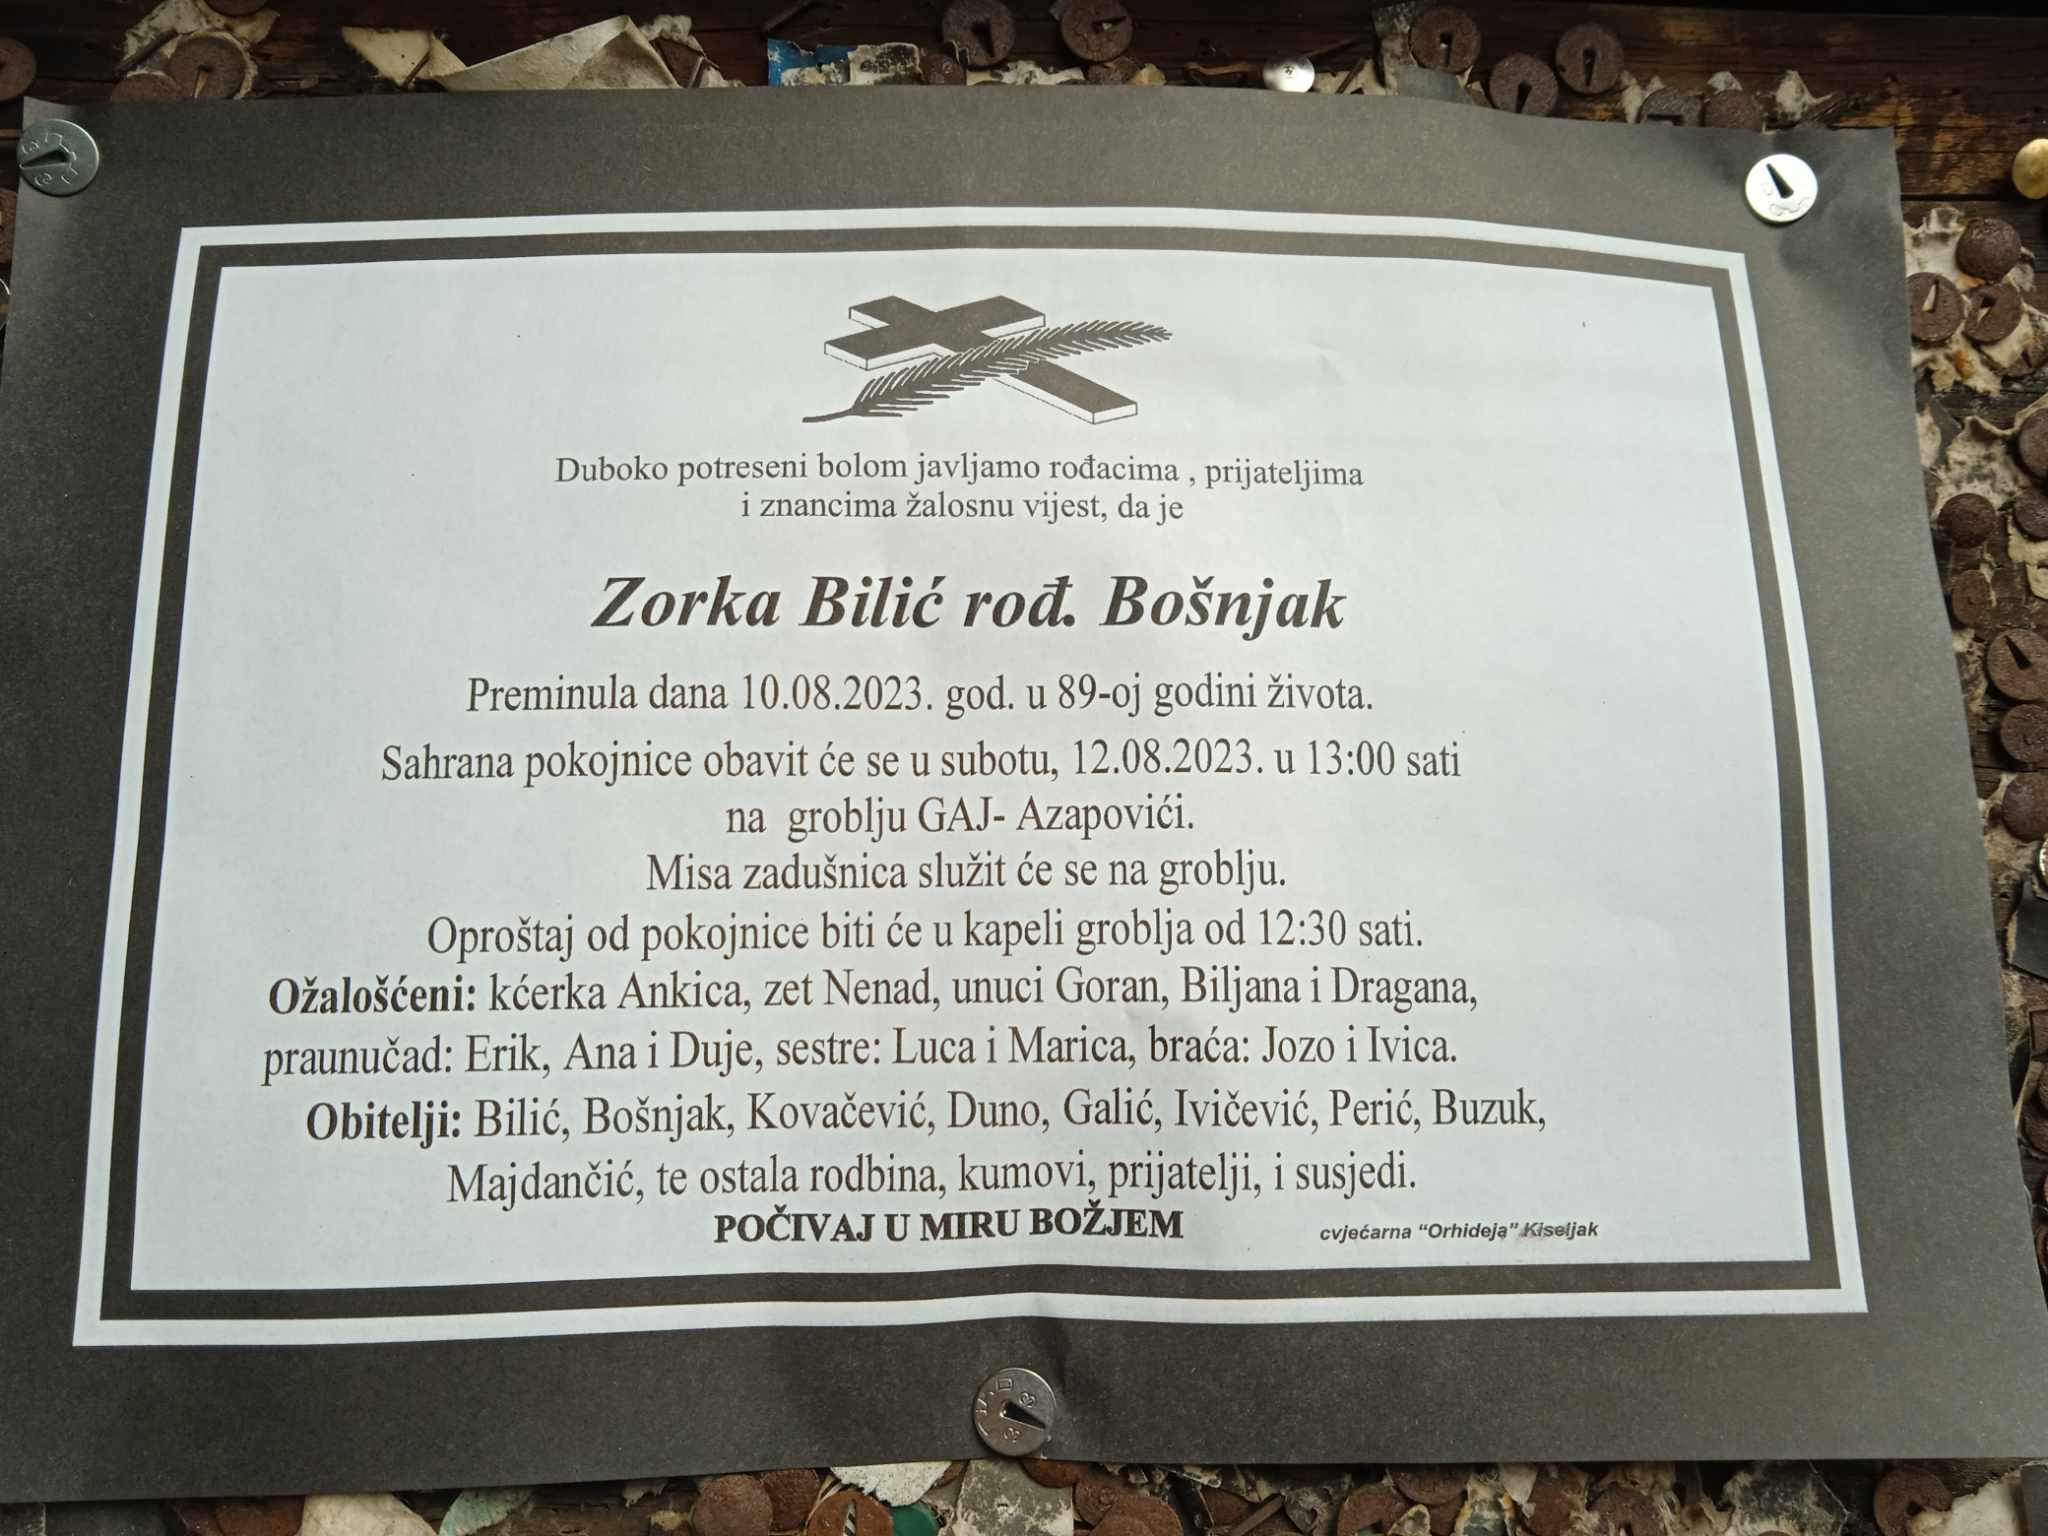 Duboko potreseni bolom javljamo rođacima , prijateljima
i znancima žalosnu vijest, da je
Zorka Bilić rođ. Bošnjak
Preminula dana 10.08.2023. god. u 89-oj godini života.
Sahrana pokojnice obavit će se u subotu, 12.08.2023. u 13:00 sati
na groblju GAJ- Azapovići.
Misa zadušnica služit će se na groblju.
Oproštaj od pokojnice biti će u kapeli groblja od 12:30 sati.
Ožalošćeni: kćerka Ankica, zet Nenad, unuci Goran, Biljana i Dragana,
praunučad: Erik, Ana i Duje, sestre: Luca i Marica, braća: Jozo i Ivica.
Obitelji: Bilić, Bošnjak, Kovačević, Duno, Galić, Ivičević, Perić, Buzuk,
Majdančić, te ostala rodbina, kumovi, prijatelji, i susjedi.
POČIVAJ U MIRU BOŽJEM
cvjećarna “Orhideja” Kiseljak